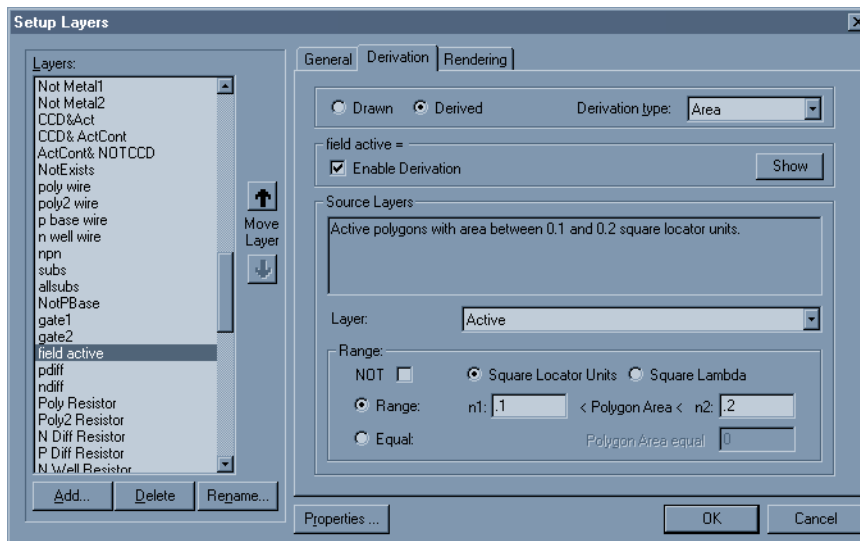 Setup Layers
Layers:
Not Metal1
Not Metal2
CCD&Act
CCD& ActCont
ActCont& NOTCCD
NotExists
poly wire
poly2 wire
p base wire
n well wire
npn
subs
allsubs
NotPBase
gate1
gate2
field active
pdiff
ndiff
Poly Resistor
Poly2 Resistor
N Diff Resistor
P Diff Resistor
N Well Resistor
Add...
Delete
Rename...
Move
Layer
General
Derivation
Rendering
Drawn
Derived
Derivation type:
Area
field active =
Enable Derivation
Show
Source Layers
Active polygons with area between 0.1 and 0.2 square locator units.
Layer:
Active
Range:
NOT
Square Locator Units
Square Lambda
Range:
n1:
.1
< Polygon Area <
n2:
.2
Equal:
Polygon Area equal
0
Properties ...
OK
Cancel